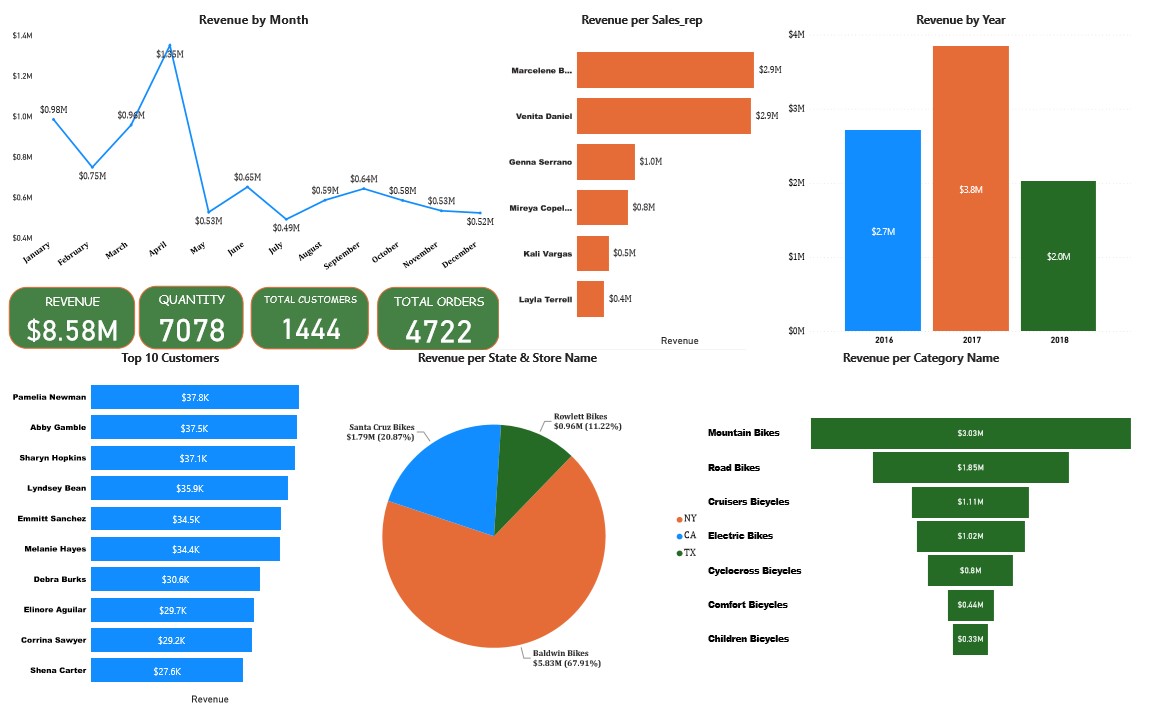 Revenue by Month
$1.4M
$1.2M
$1.0M
$0.8M
$0.6M
$0.4M
$0.98M
$0.75M
$0.96M
$1.35M
$0.53M
$0.65M
$0.49M
$0.59M
$0.64M
$0.58M
$0.53M
$0.52M
January
February
March
April
May
June
July
August
September
October
November
December
Revenue per Sales_rep
Marcelene B... $2.9M
Venita Daniel $2.9M
Genna Serrano $1.0M
Mireya Copel... $0.8M
Kali Vargas $0.5M
Layla Terrell $0.4M
Revenue
Revenue by Year
$4M
$3M
$2M
$1M
$0M
$2.7M
$3.8M
$2.0M
2016
2017
2018
REVENUE
$8.58M
QUANTITY
7078
TOTAL CUSTOMERS
1444
TOTAL ORDERS
4722
Top 10 Customers
Pamelia Newman $37.8K
Abby Gamble $37.5K
Sharyn Hopkins $37.1K
Lyndsey Bean $35.9K
Emmitt Sanchez $34.5K
Melanie Hayes $34.4K
Debra Burks $30.6K
Elinore Aguilar $29.7K
Corrina Sawyer $29.2K
Shena Carter $27.6K
Revenue
Revenue per State & Store Name
Rowlett Bikes
$0.96M (11.22%)
Santa Cruz Bikes
$1.79M (20.87%)
Baldwin Bikes
$5.83M (67.91%)
NY
CA
TX
Revenue per Category Name
Mountain Bikes $3.03M
Road Bikes $1.85M
Cruisers Bicycles $1.11M
Electric Bikes $1.02M
Cyclocross Bicycles $0.8M
Comfort Bicycles $0.44M
Children Bicycles $0.33M